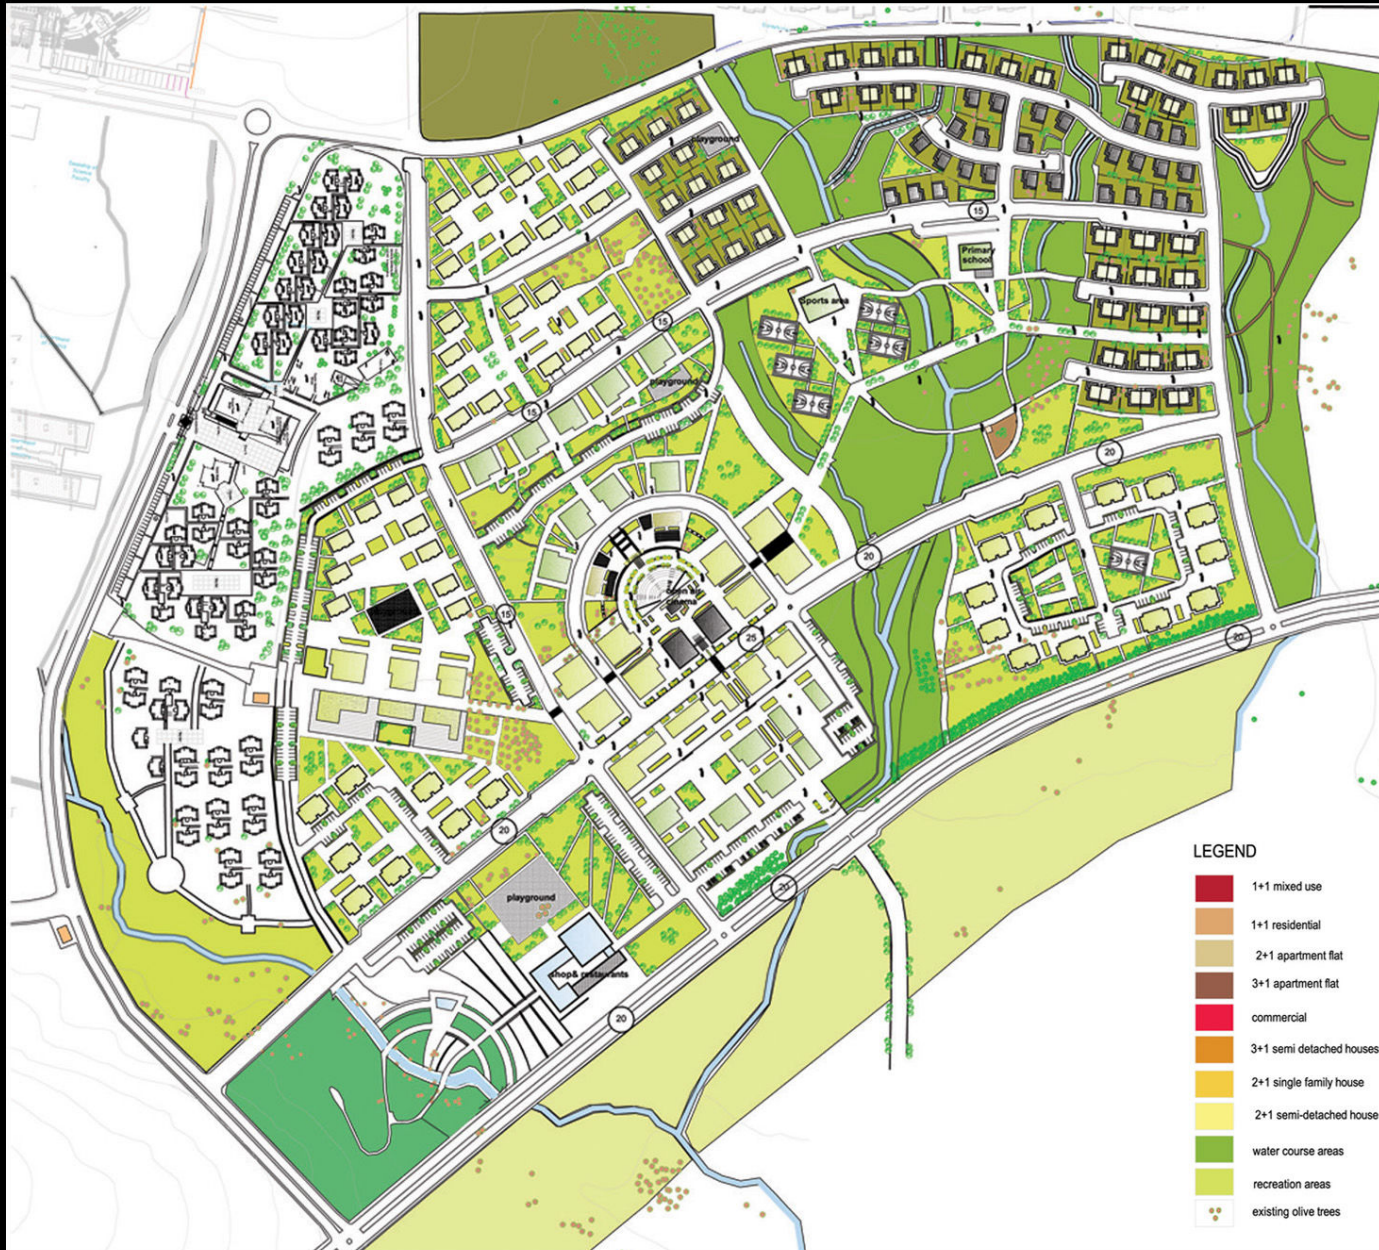 playground
15
Primary
school
Sports area
15
playground
15
20
20
15
open air
cinema
25
20
20
playground
20
shop& restaurants
20
LEGEND
1+1 mixed use
1+1 residential
2+1 apartment flat
3+1 apartment flat
commercial
3+1 semi detached houses
2+1 single family house
2+1 semi-detached house
water course areas
recreation areas
existing olive trees